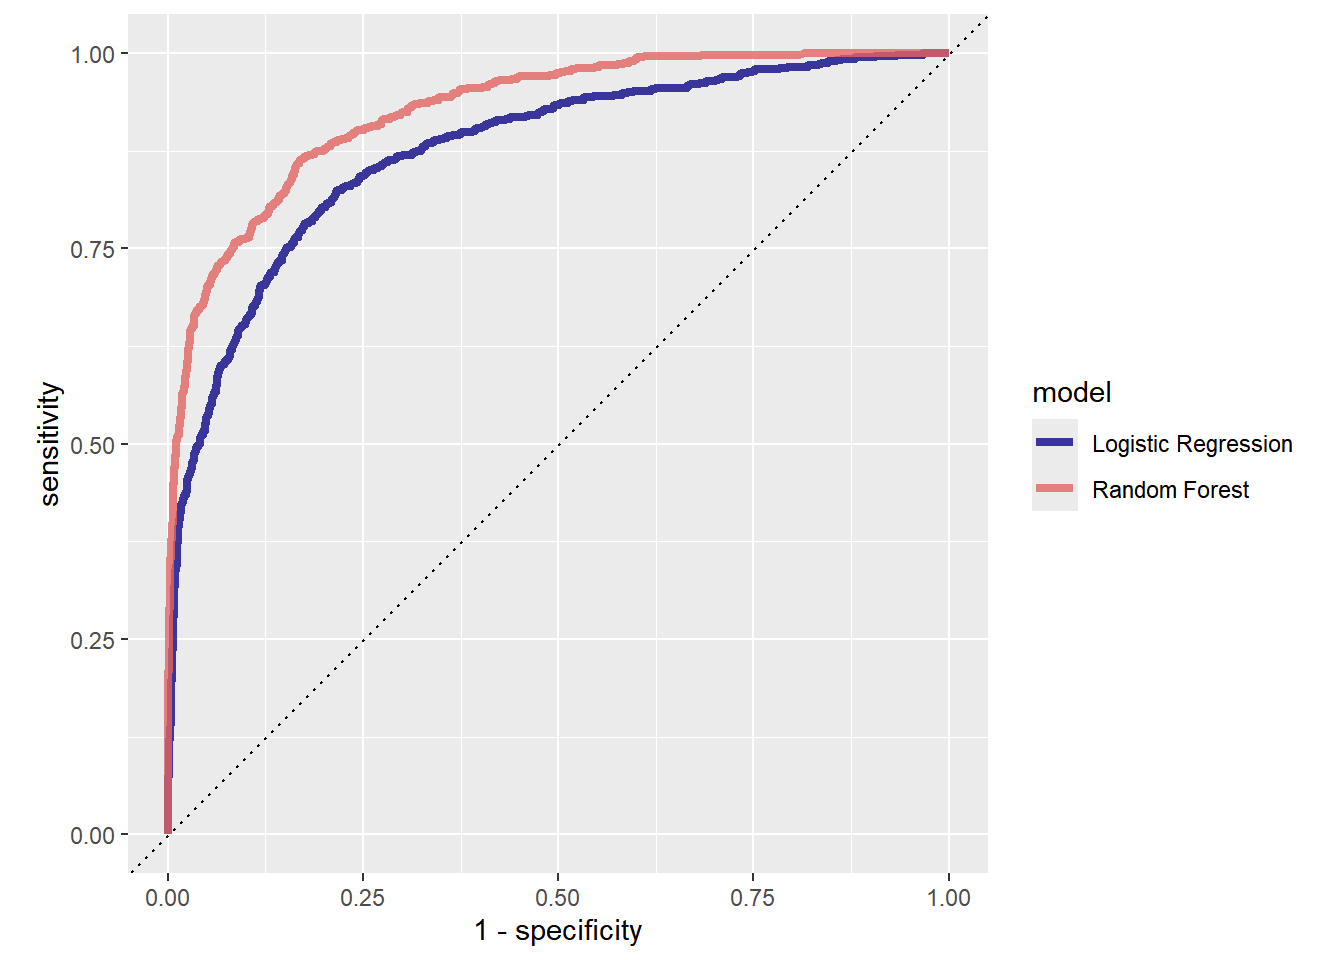 1.00
0.75
0.50
0.25
0.00
sensitivity
0.00 0.25 0.50 0.75 1.00
1 - specificity
model
Logistic Regression
Random Forest